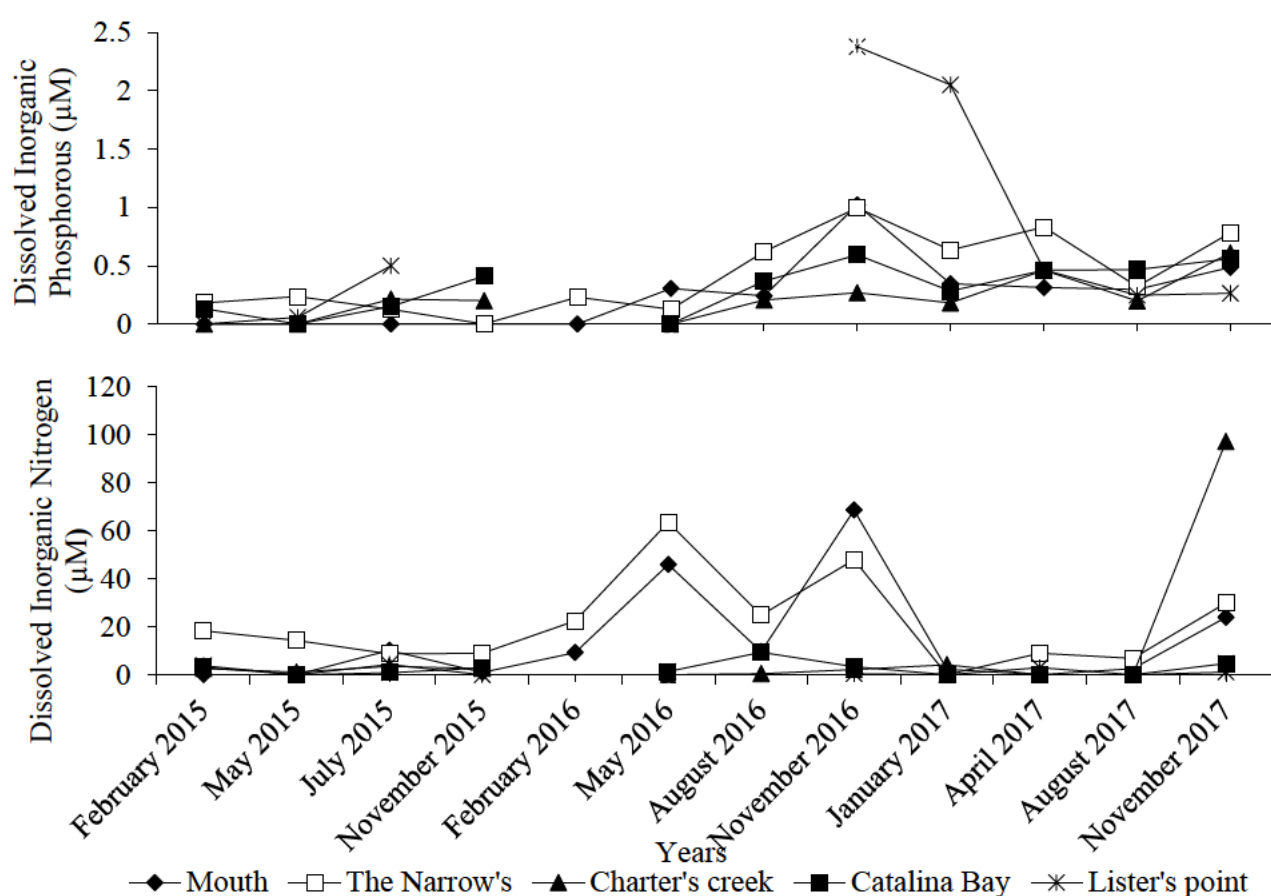 Dissolved Inorganic
Phosphorous (µM)
2.5
2
1.5
1
0.5
0
Dissolved Inorganic Nitrogen
(µM)
120
100
80
60
40
20
0
February 2015
May 2015
July 2015
November 2015
February 2016
May 2016
August 2016
November 2016
January 2017
April 2017
August 2017
November 2017
Years
Mouth The Narrow's Charter's creek Catalina Bay Lister's point